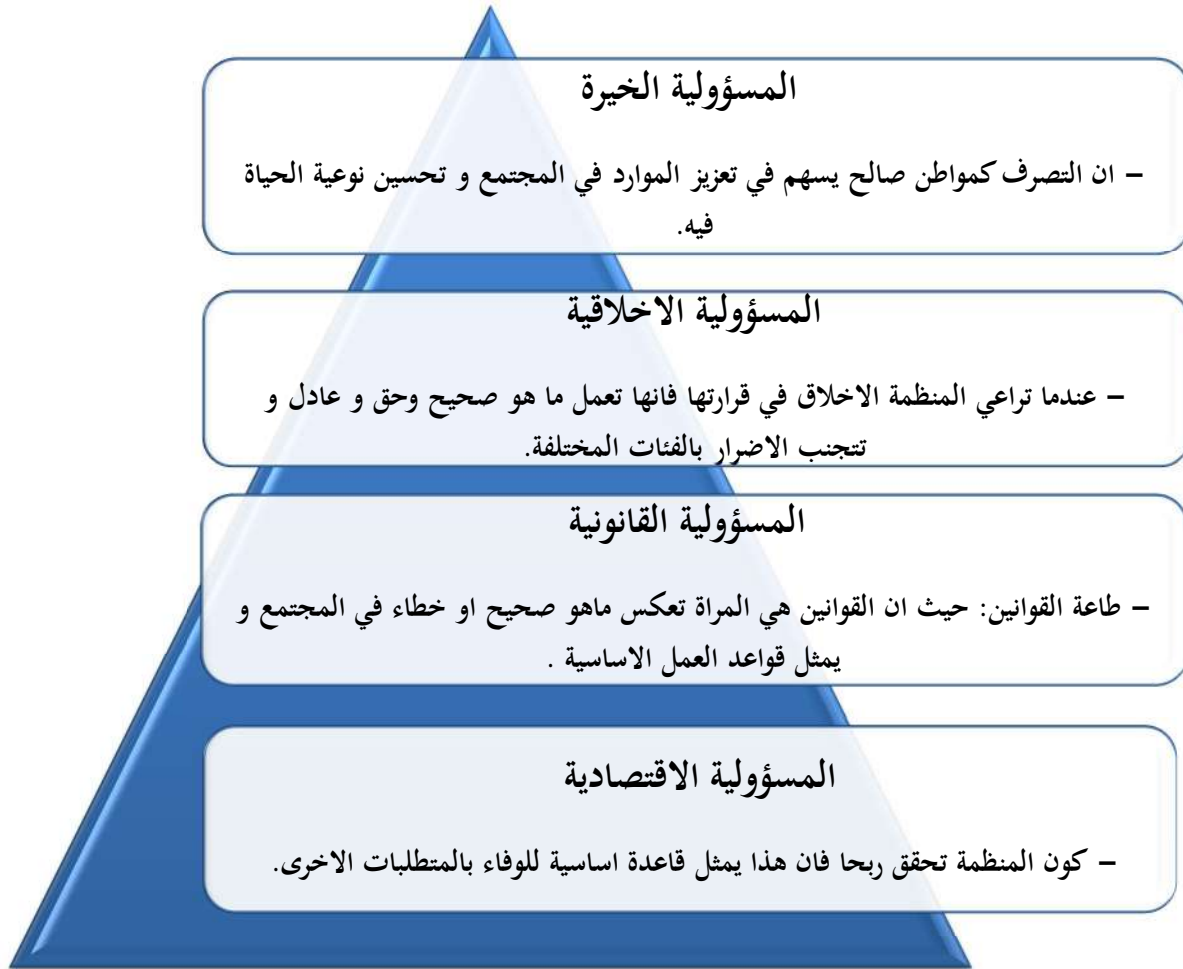 المسؤولية الخيرة
– ان التصرف كمواطن صالح يسهم في تعزيز الموارد في المجتمع و تحسين نوعية الحياة
فيه.
المسؤولية الاخلاقية
– عندما تراعي المنظمة الاخلاق في قرارتها فانها تعمل ما هو صحيح وحق و عادل و
تتجنب الاضرار بالفئات المختلفة.
المسؤولية القانونية
– طاعة القوانين: حيث ان القوانين هي المراة تعكس ماهو صحيح او خطاء في المجتمع و
يمثل قواعد العمل الاساسية .
المسؤولية الاقتصادية
– كون المنظمة تحقق ربحا فان هذا يمثل قاعدة اساسية للوفاء بالمتطلبات الاخرى.